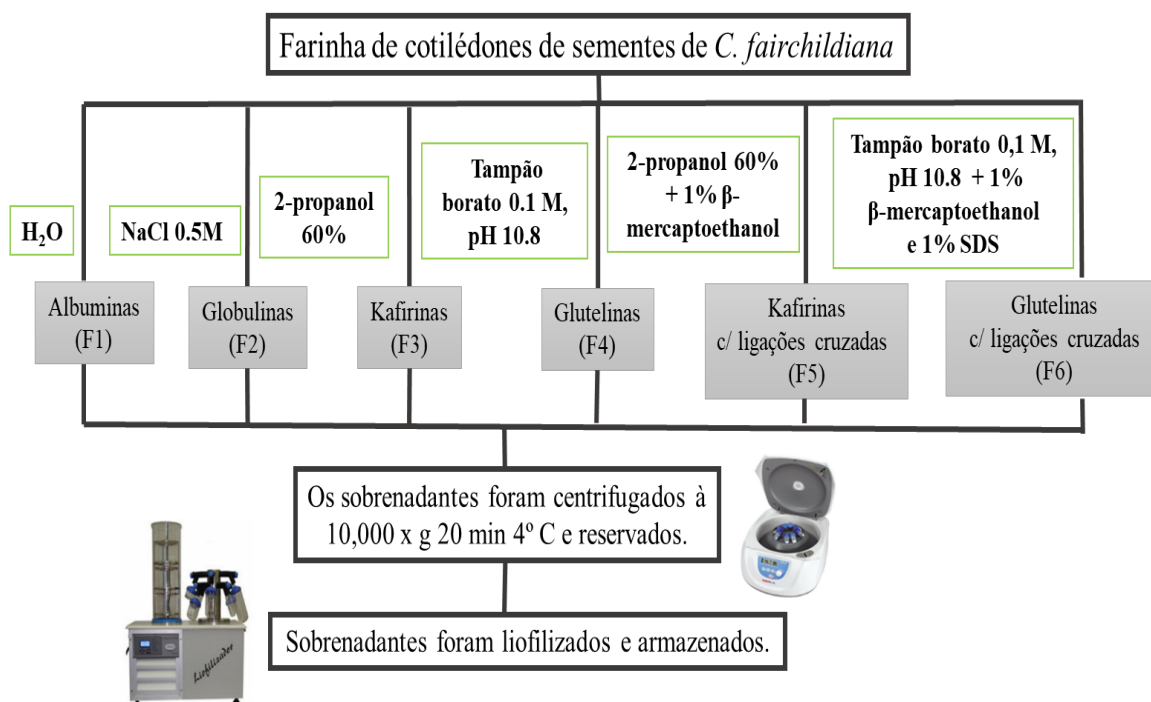 Farinha de cotilédones de sementes de C. fairchildiana
H₂O
NaCl 0.5M
2-propanol
60%
Tampão
borato 0.1 M,
pH 10.8
2-propanol 60%
+ 1% β-
mercaptoethanol
Tampão borato 0,1 M,
pH 10.8 + 1%
β-mercaptoethanol
e 1% SDS
Albuminas
(F1)
Globulinas
(F2)
Kafirinas
(F3)
Glutelinas
(F4)
Kafirinas
c/ ligações cruzadas
(F5)
Glutelinas
c/ ligações cruzadas
(F6)
Os sobrenadantes foram centrifugados à
10,000 x g 20 min 4º C e reservados.
Sobrenadantes foram liofilizados e armazenados.
Liofilizador